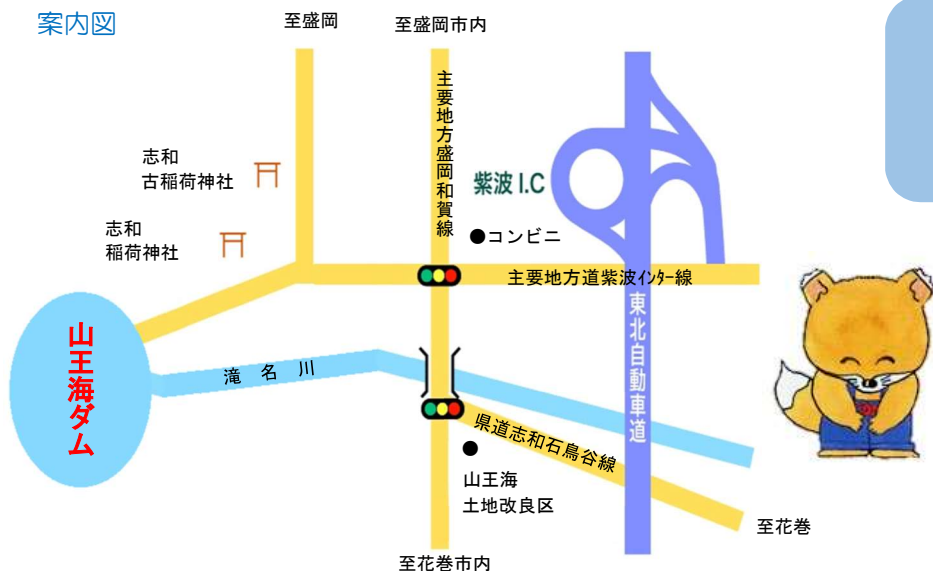 案内図
至盛岡
至盛岡市内
主要地方盛岡和賀線
志和
古稲荷神社
紫波 I.C
志和
稲荷神社
●コンビニ
主要地方道紫波インター線
山王海ダム
東北自動車道
滝名川
県道志和石鳥谷線
山王海
土地改良区
至花巻
至花巻市内